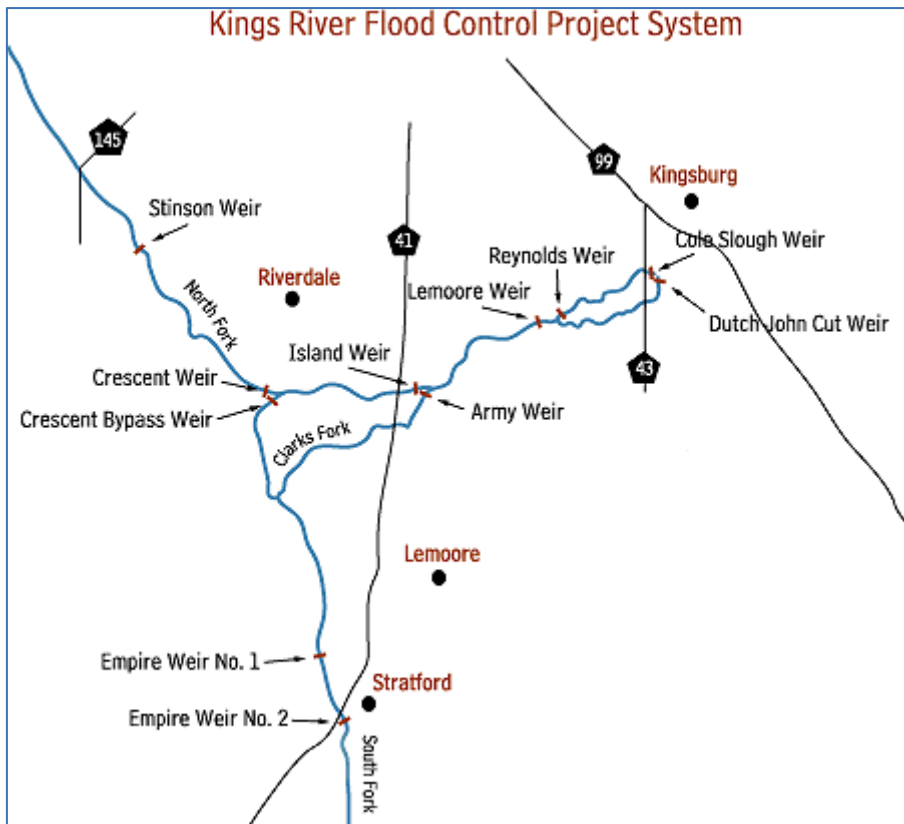 Kings River Flood Control Project System
145
99
Kingsburg
Stinson Weir
41
Cole Slough Weir
Reynolds Weir
Riverdale
Lemoore Weir
North Fork
Dutch John Cut Weir
Island Weir
43
Crescent Weir
Army Weir
Crescent Bypass Weir
Clarks Fork
Lemoore
Empire Weir No. 1
Stratford
Empire Weir No. 2
South Fork